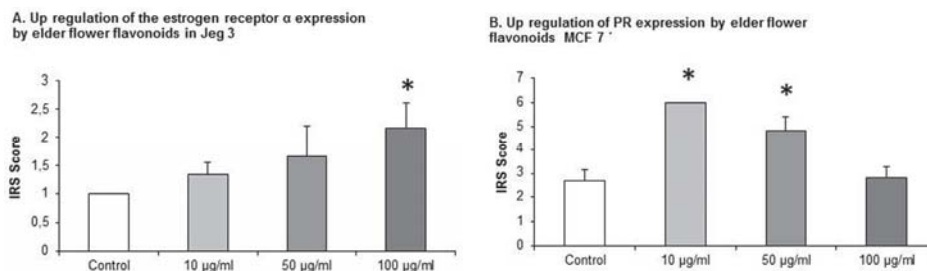 A. Up regulation of the estrogen receptor α expression
by elder flower flavonoids in Jeg 3
IRS Score
3
2,5
2
1,5
1
0,5
0
*
Control 10 µg/ml 50 µg/ml 100 µg/ml
B. Up regulation of PR expression by elder flower
flavonoids MCF 7 ´
IRS Score
7
6
5
4
3
2
1
0
* *
Control 10 µg/ml 50 µg/ml 100 µg/ml